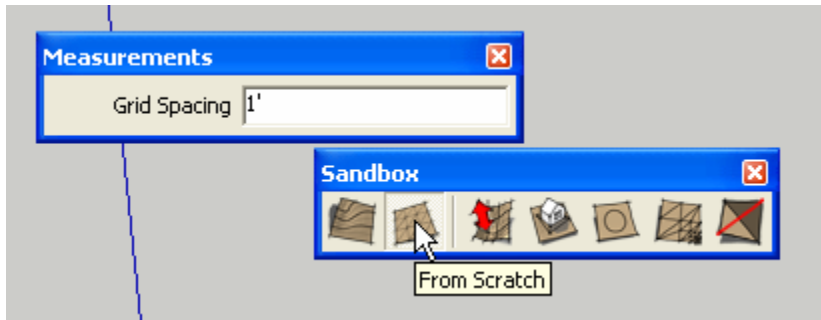 Measurements
Grid Spacing 1'
Sandbox
From Scratch